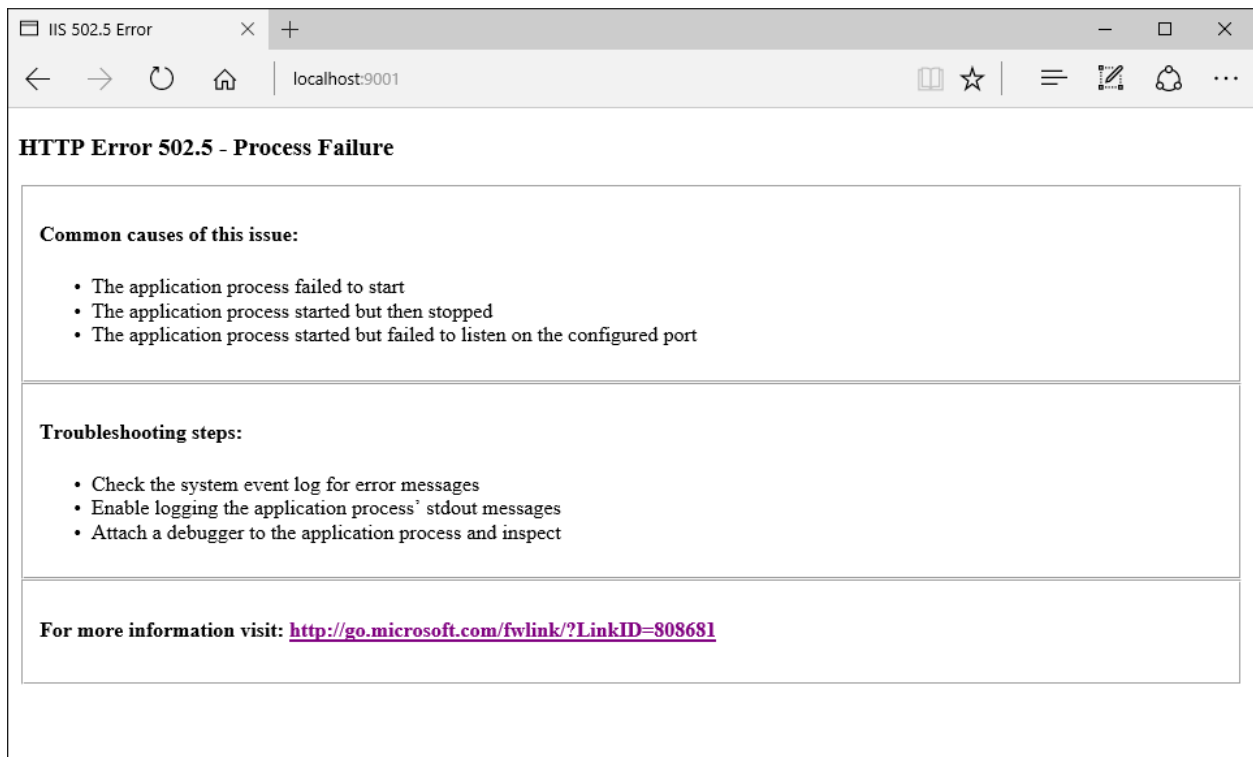 IIS 502.5 Error
localhost:9001
HTTP Error 502.5 - Process Failure
Common causes of this issue:
• The application process failed to start
• The application process started but then stopped
• The application process started but failed to listen on the configured port
Troubleshooting steps:
• Check the system event log for error messages
• Enable logging the application process’ stdout messages
• Attach a debugger to the application process and inspect
For more information visit: http://go.microsoft.com/fwlink/?LinkID=808681